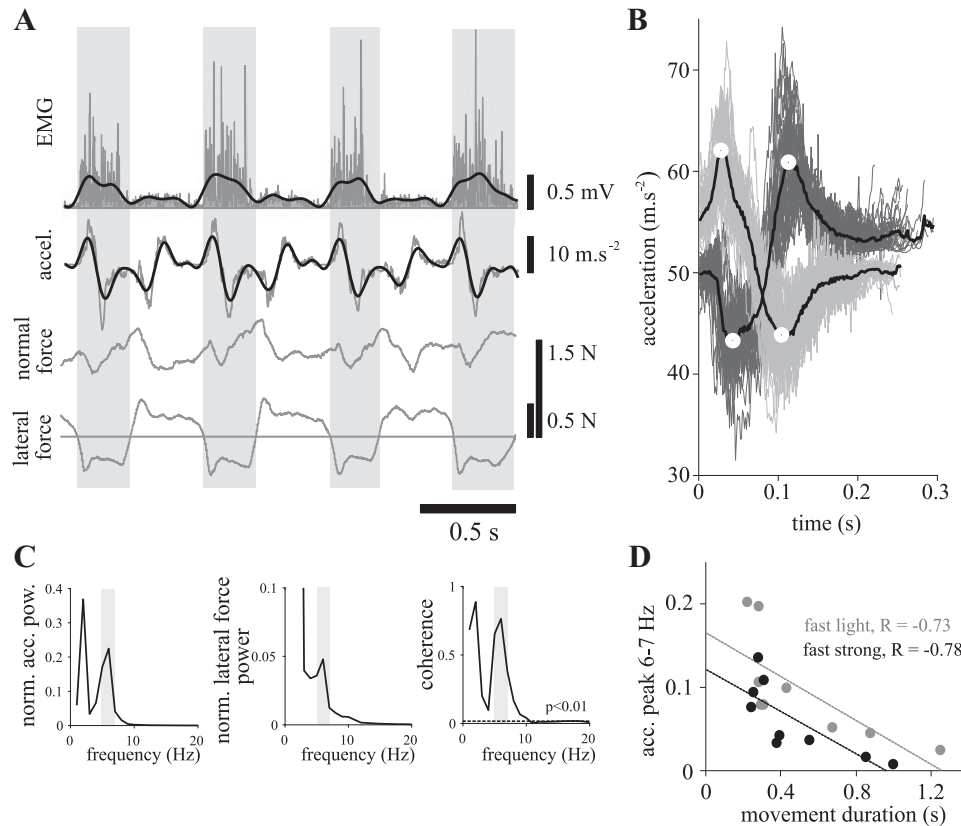 A
EMG
0.5 mV
accel.
10 m.s-2
normal
force
1.5 N
lateral
force
0.5 N
0.5 s
B
acceleration (m.s-2)
70
60
50
40
30
0
0.1
0.2
0.3
time (s)
C
norm. acc. pow.
0.4
0.3
0.2
0.1
0
0
10
20
frequency (Hz)
norm. lateral force
power
0.1
0.05
0
0
10
20
frequency (Hz)
coherence
1
0.5
0
p<0.01
0
10
20
frequency (Hz)
D
acc. peak 6-7 Hz
0.2
0.1
0
fast light, R = -0.73
fast strong, R = -0.78
0
0.4
0.8
1.2
movement duration (s)